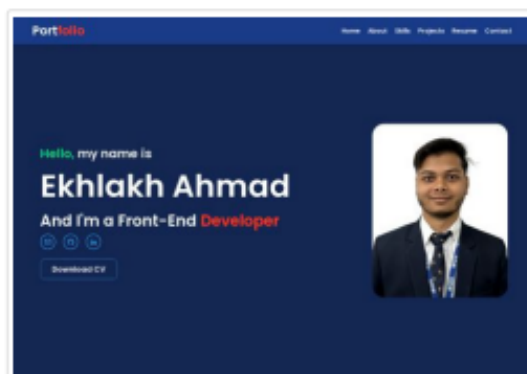 Portfolio
Home About Skills Projects Resume Contact
Hello, my name is
Ekhlakh Ahmad
And I'm a Front-End Developer
Download CV